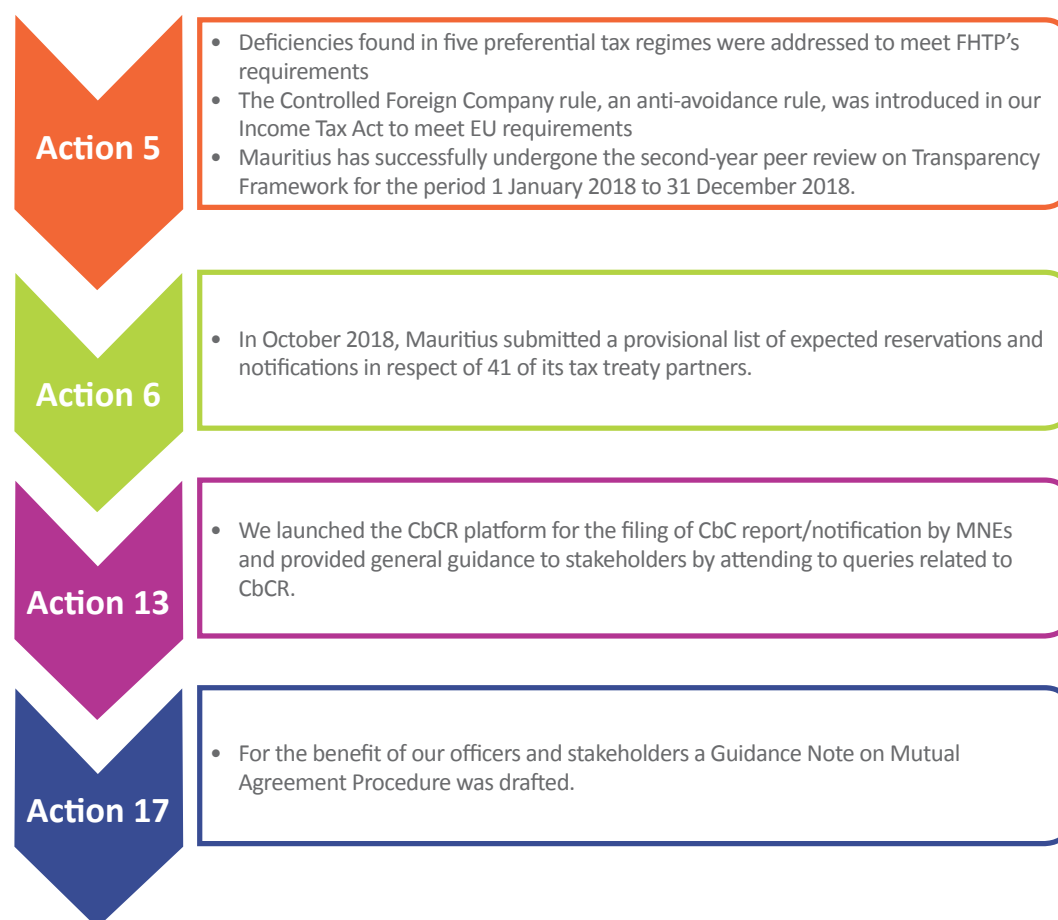 Action 5
• Deficiencies found in five preferential tax regimes were addressed to meet FHTP's
requirements
• The Controlled Foreign Company rule, an anti-avoidance rule, was introduced in our
Income Tax Act to meet EU requirements
• Mauritius has successfully undergone the second-year peer review on Transparency
Framework for the period 1 January 2018 to 31 December 2018.
Action 6
• In October 2018, Mauritius submitted a provisional list of expected reservations and
notifications in respect of 41 of its tax treaty partners.
Action 13
• We launched the CbCR platform for the filing of CbC report/notification by MNEs
and provided general guidance to stakeholders by attending to queries related to
CbCR.
Action 17
• For the benefit of our officers and stakeholders a Guidance Note on Mutual
Agreement Procedure was drafted.